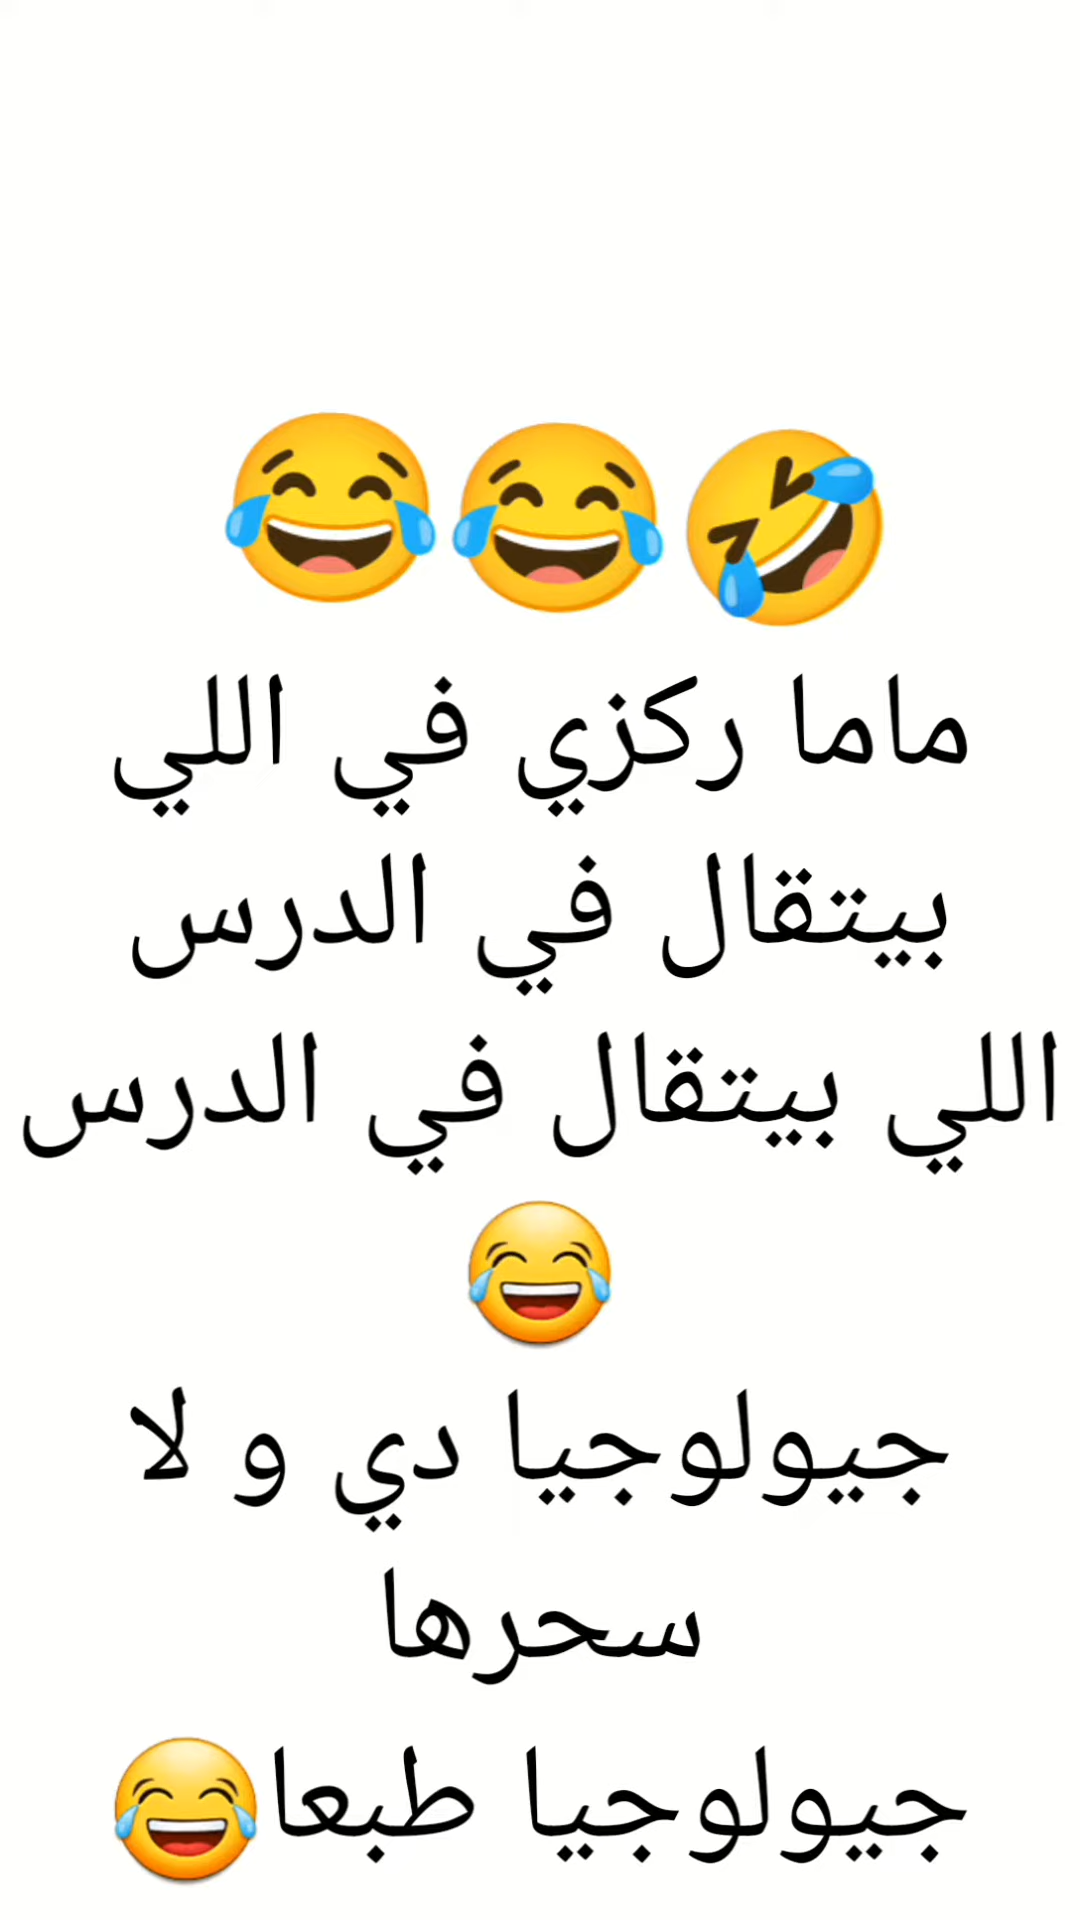 😂😂🤣
ماما ركزي في اللي
بيتقال في الدرس
اللي بيتقال في الدرس
😂
جيولوجيا دي و لا
سحرها
جيولوجيا طبعا😂